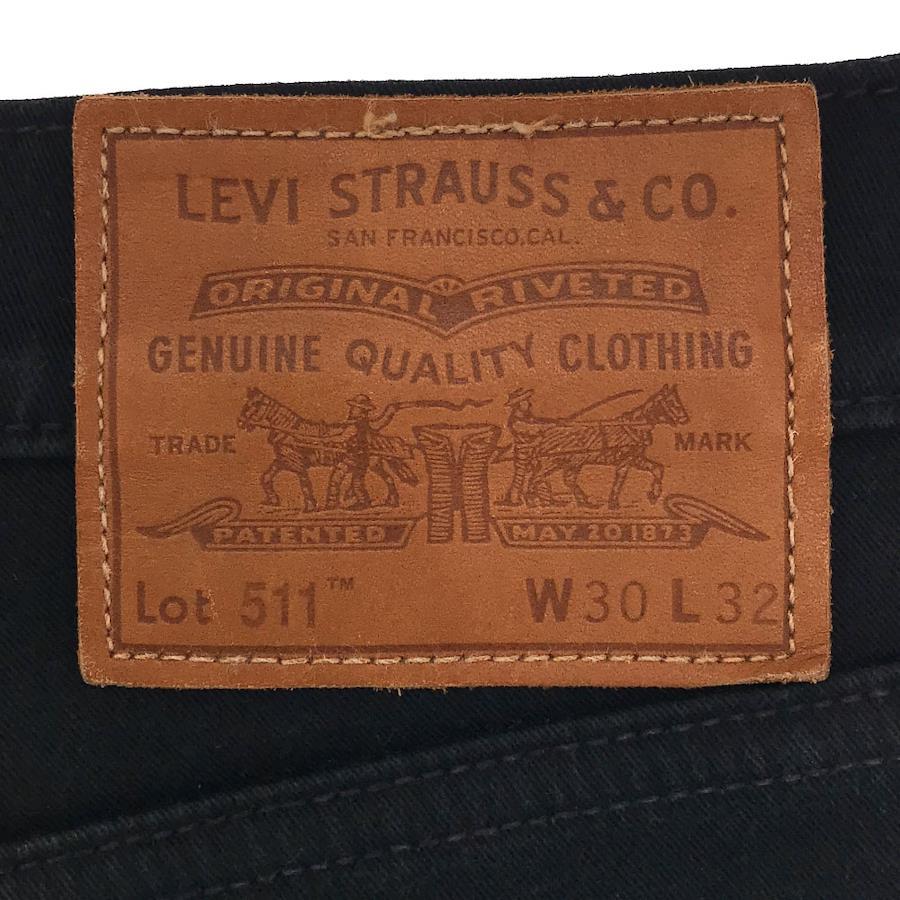 LEVI STRAUSS & CO.
SAN FRANCISCO, CAL.
ORIGINAL RIVETED
GENUINE QUALITY CLOTHING
TRADE MARK
PATENTED MAY 20 1873
Lot 511™ W30 L32